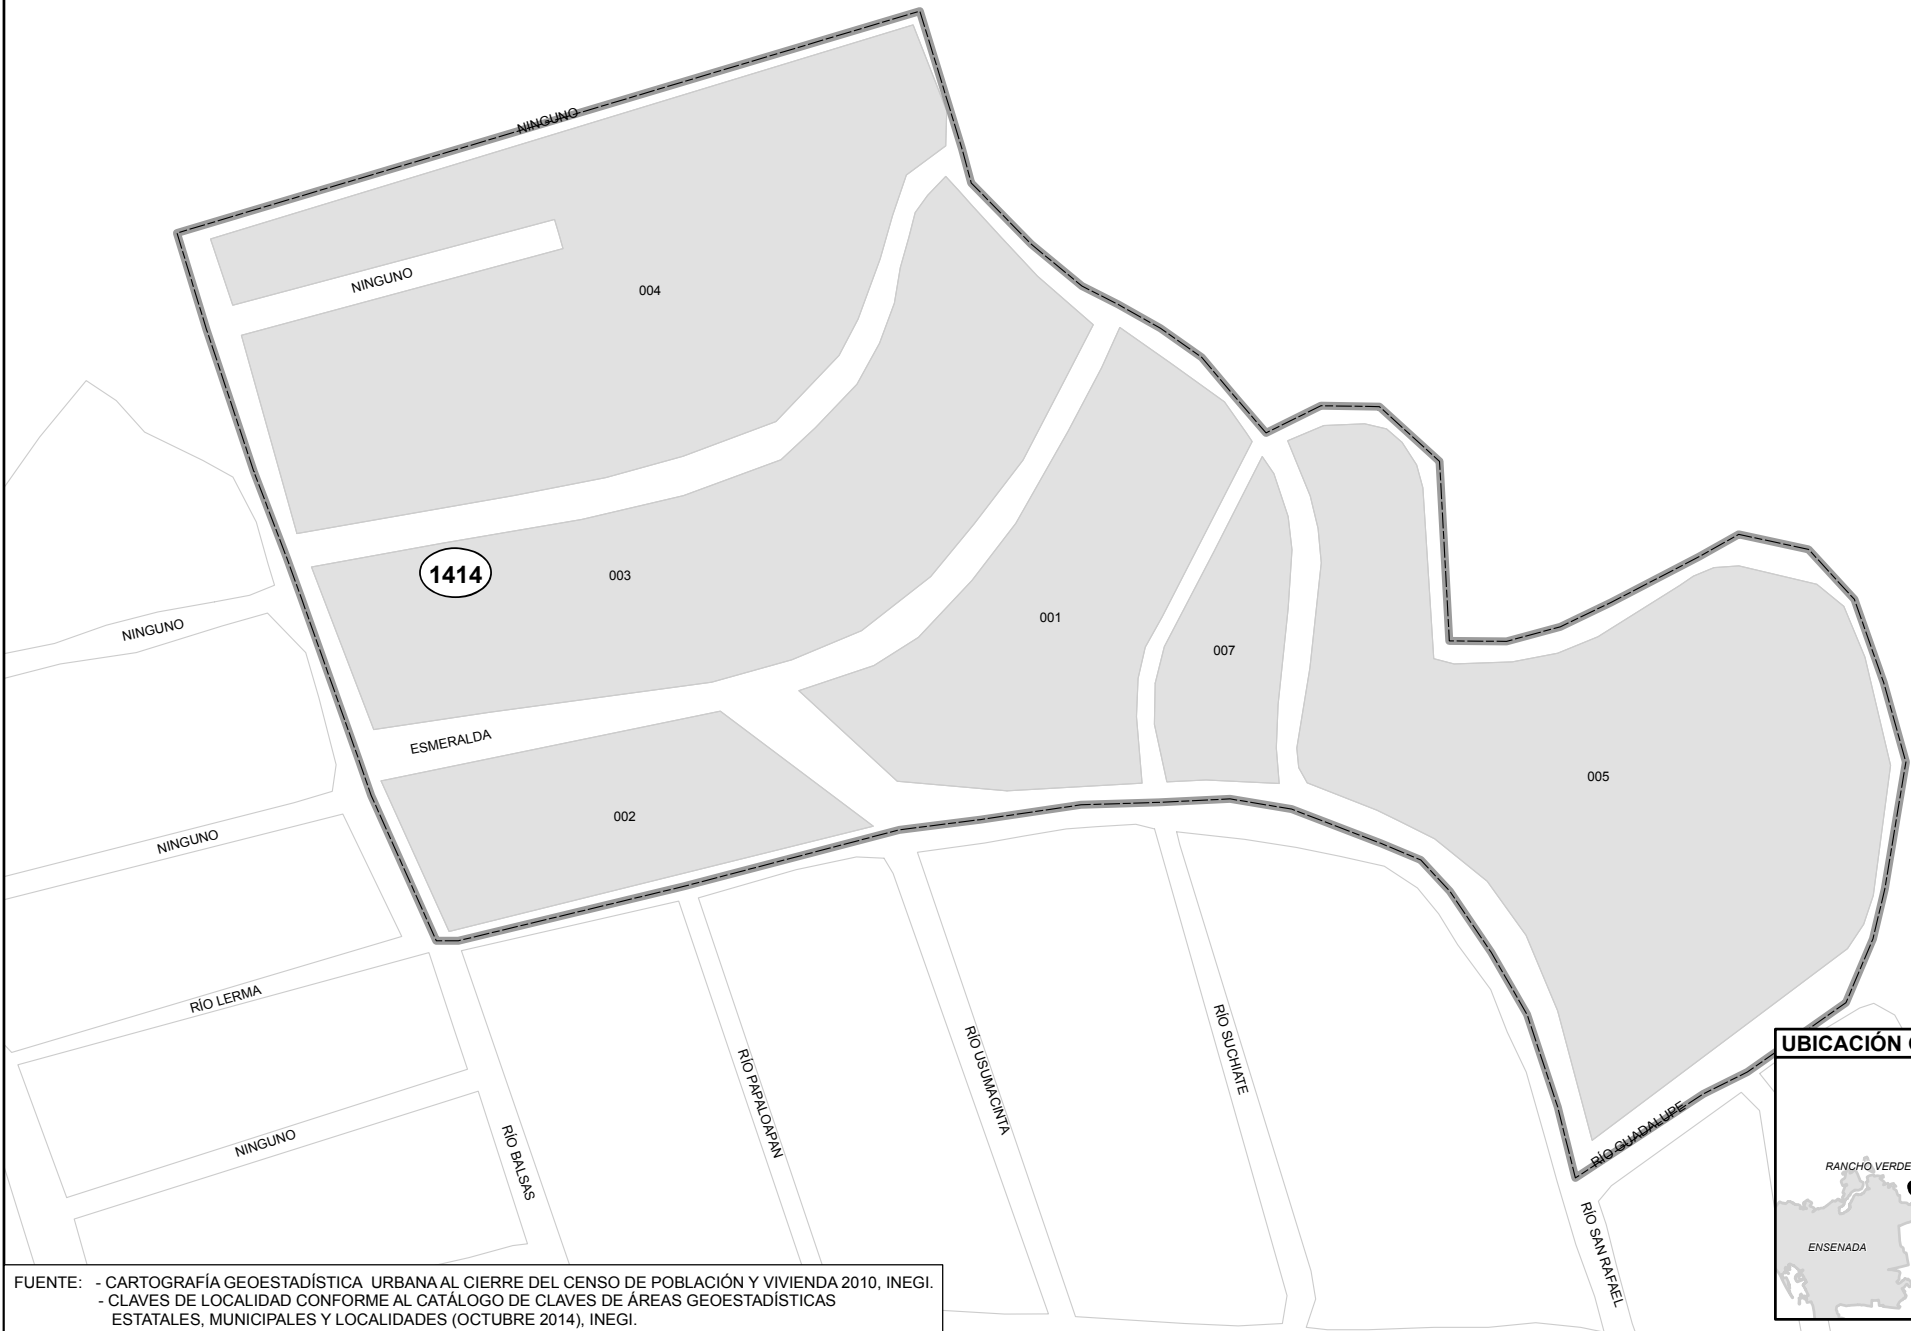 NINGUNO
NINGUNO
004
1414
003
001
NINGUNO
007
ESMERALDA
005
002
NINGUNO
RÍO LERMA
RÍO SUCHIATE
RÍO USUMACINTA
RÍO PAPALOAPAN
UBICACIÓN
RÍO GUADALUPE
NINGUNO
RÍO BALSAS
RANCHO VERDE
RÍO SAN RAFAEL
ENSENADA
FUENTE: - CARTOGRAFÍA GEOESTADÍSTICA URBANA AL CIERRE DEL CENSO DE POBLACIÓN Y VIVIENDA 2010, INEGI.
- CLAVES DE LOCALIDAD CONFORME AL CATÁLOGO DE CLAVES DE ÁREAS GEOESTADÍSTICAS
ESTATALES, MUNICIPALES Y LOCALIDADES (OCTUBRE 2014), INEGI.